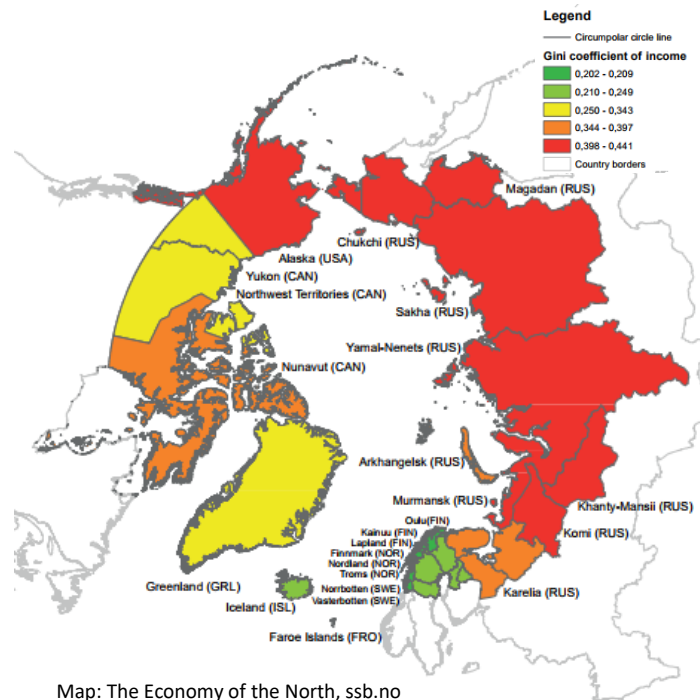 Legend
Circumpolar circle line
Gini coefficient of income
0,202 - 0,209
0,210 - 0,249
0,250 - 0,343
0,344 - 0,397
0,398 - 0,441
Country borders
Magadan (RUS)
Chukchi (RUS)
Alaska (USA)
Yukon (CAN)
Northwest Territories (CAN)
Sakha (RUS)
Yamal-Nenets (RUS)
Nunavut (CAN)
Arkhangelsk (RUS)
Murmansk (RUS)
Khanty-Mansii (RUS)
Oulu(FIN)
Kainuu (FIN)
Komi (RUS)
Lapland (FIN)
Finnmark (NOR)
Nordland (NOR)
Troms (NOR)
Greenland (GRL)
Norrbotten (SWE)
Karelia (RUS)
Vasterbotten (SWE)
Iceland (ISL)
Faroe Islands (FRO)
Map: The Economy of the North, ssb.no